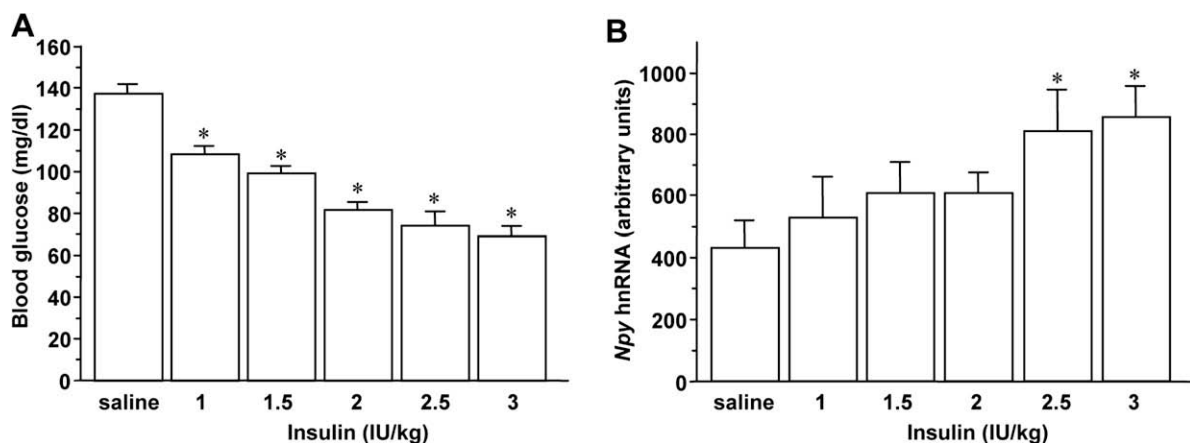 A
Blood glucose (mg/dl)
160
140
120
100
80
60
40
20
0
*
*
*
*
*
saline 1 1.5 2 2.5 3
Insulin (IU/kg)
B
Npy hnRNA (arbitrary units)
1000
800
600
400
200
0
*
*
saline 1 1.5 2 2.5 3
Insulin (IU/kg)